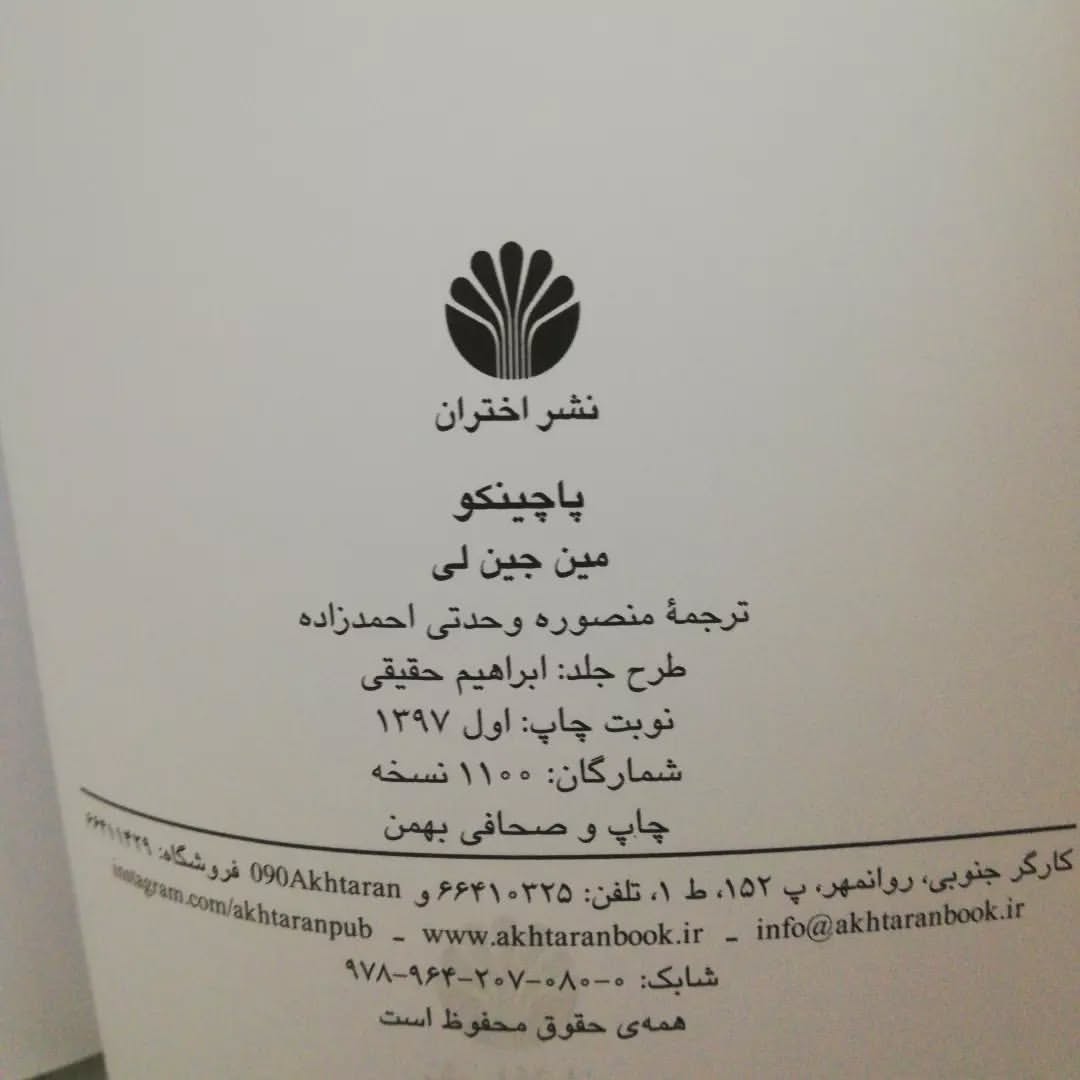 نشر اختران
پاچینکو
مین جین لی
ترجمهٔ منصوره وحدتی احمدزاده
طرح جلد: ابراهیم حقیقی
نوبت چاپ: اول ۱۳۹۷
شمارگان: ۱۱۰۰ نسخه
چاپ و صحافی بهمن
کارگر جنوبی، روانمهر، پ ۱۵۲، ط ۱، تلفن: ۶۶۴۱۰۳۲۵ و 090Akhtaran فروشگاه: ۶۶۴۱۱۴۲۹
instagram.com/akhtaranpub - www.akhtaranbook.ir - info@akhtaranbook.ir
شابک: ۰-۰۸۰-۲۰۷-۹۶۴-۹۷۸
همه‌ی حقوق محفوظ است